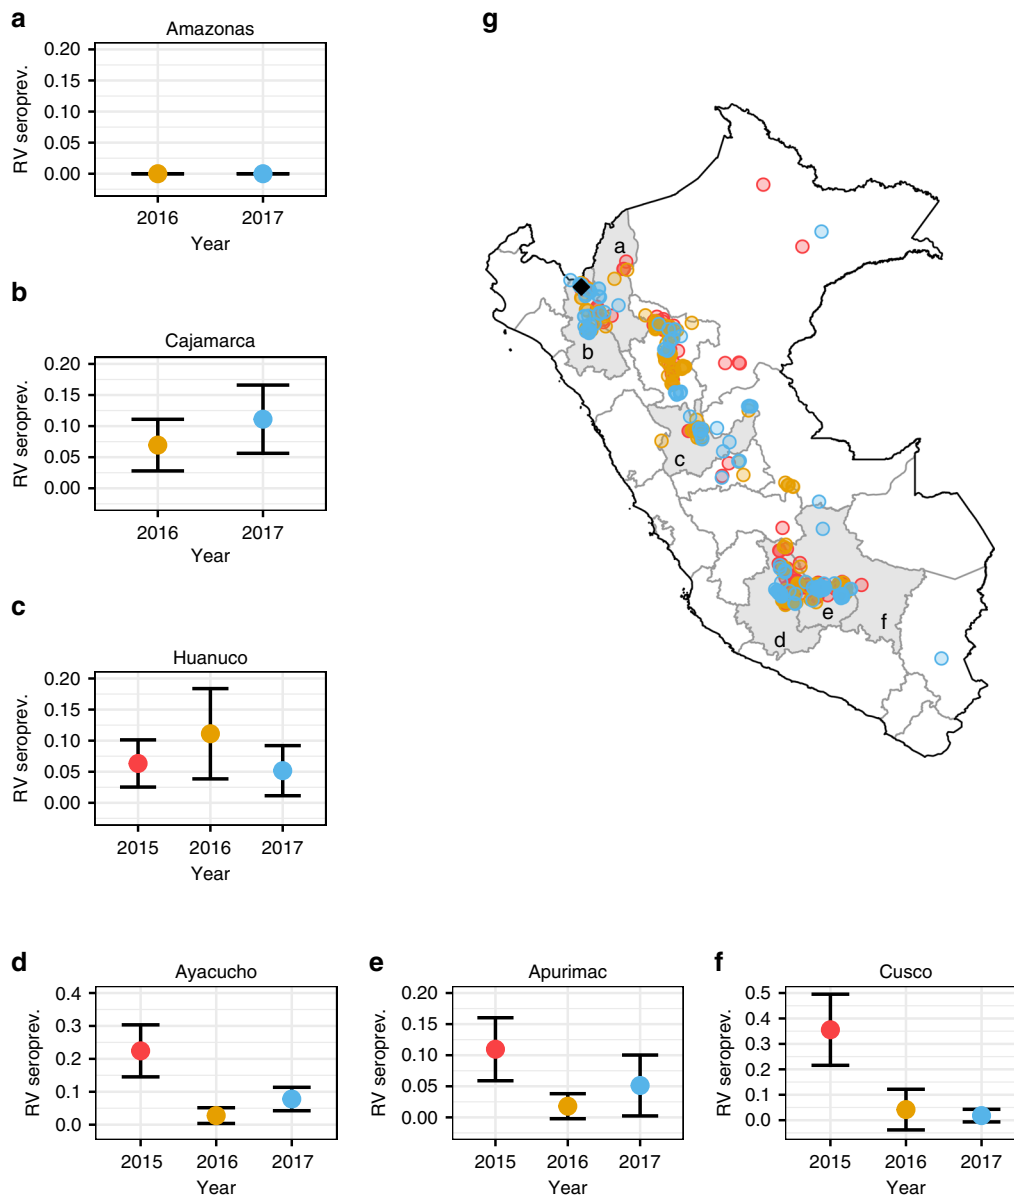 a
Amazonas
RV seroprev.
0.20
0.15
0.10
0.05
0.00
2016 2017
Year
b
Cajamarca
RV seroprev.
0.20
0.15
0.10
0.05
0.00
2016 2017
Year
c
Huanuco
RV seroprev.
0.20
0.15
0.10
0.05
0.00
2015 2016 2017
Year
g
a
b
c
d
e
f
d
Ayacucho
RV seroprev.
0.4
0.3
0.2
0.1
0.0
2015 2016 2017
Year
e
Apurimac
RV seroprev.
0.20
0.15
0.10
0.05
0.00
2015 2016 2017
Year
f
Cusco
RV seroprev.
0.5
0.4
0.3
0.2
0.1
0.0
2015 2016 2017
Year